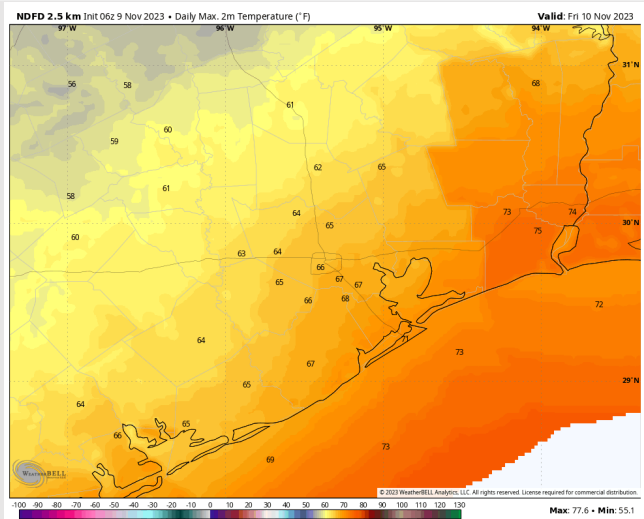 NDFD 2.5 km Init 06z 9 Nov 2023 • Daily Max. 2m Temperature (°F)
Valid: Fri 10 Nov 2023
97°W 96°W 95°W 94°W
31°N
56 58 68
61
60
59
62 65
61
58
64 73 74
65 75
60 30°N
63 64
66
65 67 67
66 68
72
64 71
73
67
65 29°N
64
65
66
73
69
WeatherBELL
© 2023 WeatherBELL Analytics, LLC. All rights reserved. License required for commercial distribution.
-100 -90 -80 -70 -60 -50 -40 -30 -20 -10 0 10 20 30 40 50 60 70 80 90 100 110 120 130
Max: 77.6 • Min: 55.1